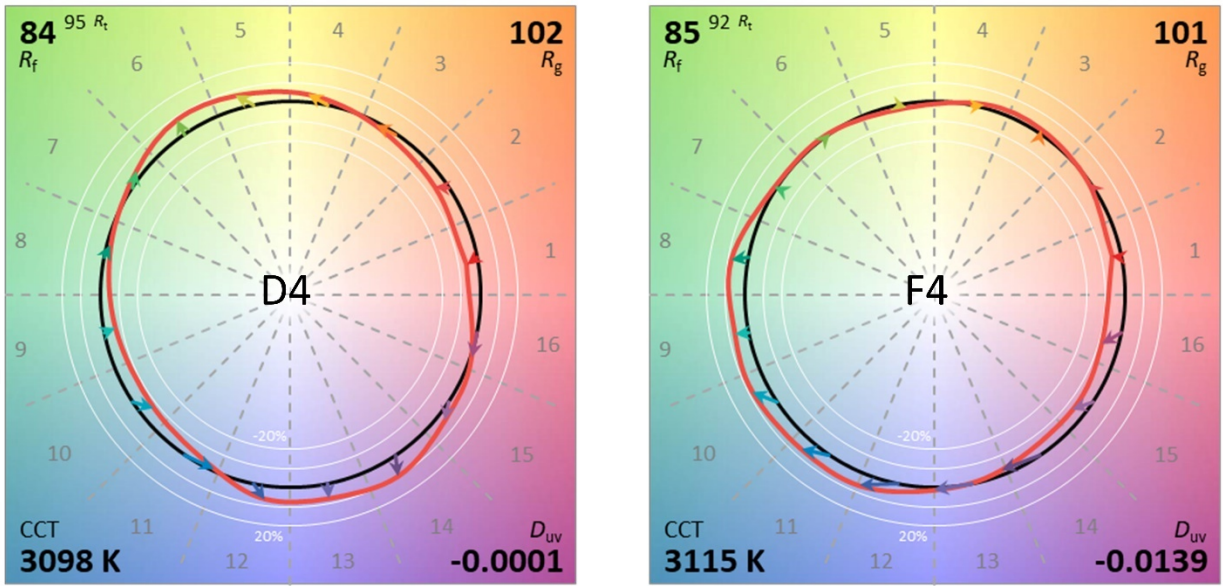 84 95 Rt 102
Rf Rg
5 4
6 3
7 2
8 1
D4
9 16
-20%
10 15
11 14
20%
12 13
CCT Duv
3098 K -0.0001
85 92 Rt 101
Rf Rg
5 4
6 3
7 2
8 1
F4
9 16
-20%
10 15
11 14
20%
12 13
CCT Duv
3115 K -0.0139